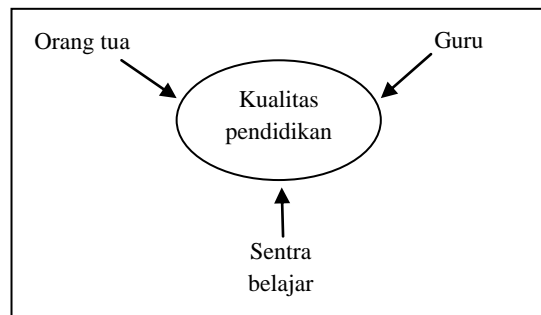 Orang tua
Guru
Kualitas
pendidikan
Sentra
belajar